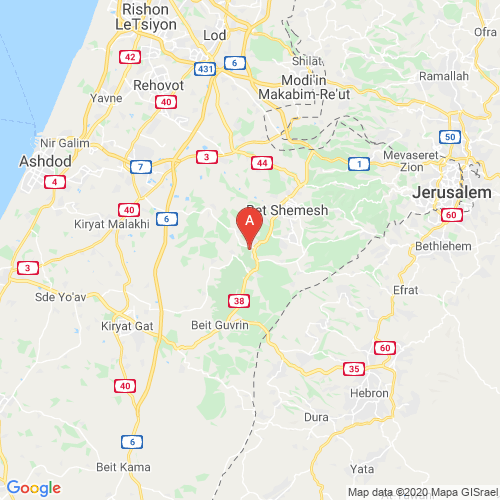 Rishon
LeTsiyon
Lod
6
Shilat
Ofra
42
431
Modi'in
Makabim-Re'ut
Ramallah
Rehovot
Yavne
40
50
Nir Galim
3
44
1
Mevaseret
Zion
Ashdod
7
4
Jerusalem
40
6
Bet Shemesh
60
Kiryat Malakhi
A
Bethlehem
3
Sde Yo'av
38
Efrat
Kiryat Gat
Beit Guvrin
60
35
40
Hebron
Dura
6
Beit Kama
Yata
Google
Map data ©2020 Mapa GISrael